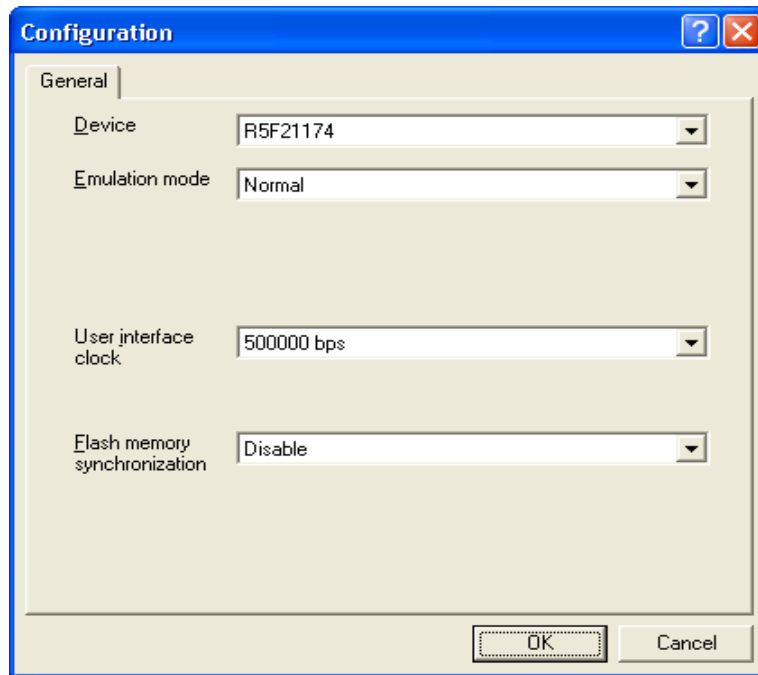 Configuration
General
Device
R5F21174
Emulation mode
Normal
User interface
clock
500000 bps
Flash memory
synchronization
Disable
OK
Cancel